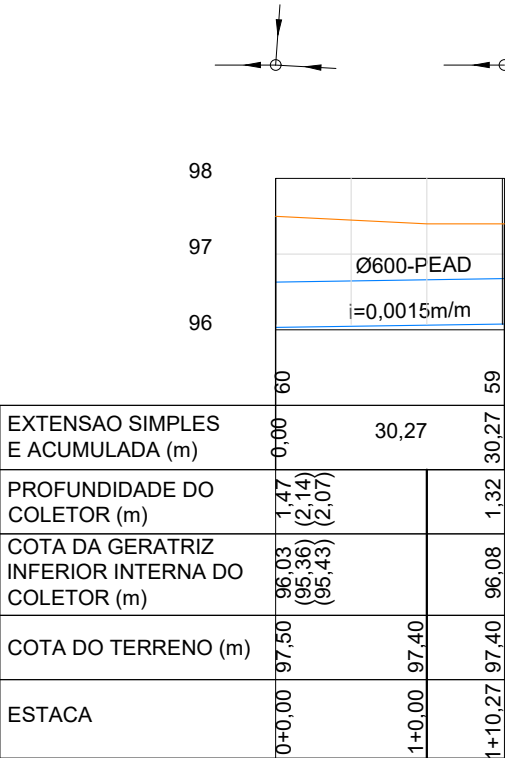 98
97
96
Ø600-PEAD
i=0,0015m/m
60
59
EXTENSAO SIMPLES
E ACUMULADA (m)
0,00
30,27
30,27
PROFUNDIDADE DO
COLETOR (m)
1,47
(2,14)
(2,07)
1,32
COTA DA GERATRIZ
INFERIOR INTERNA DO
COLETOR (m)
96,03
(95,36)
(95,43)
96,08
COTA DO TERRENO (m)
97,50
97,40
97,40
ESTACA
0+0,00
1+0,00
1+10,27